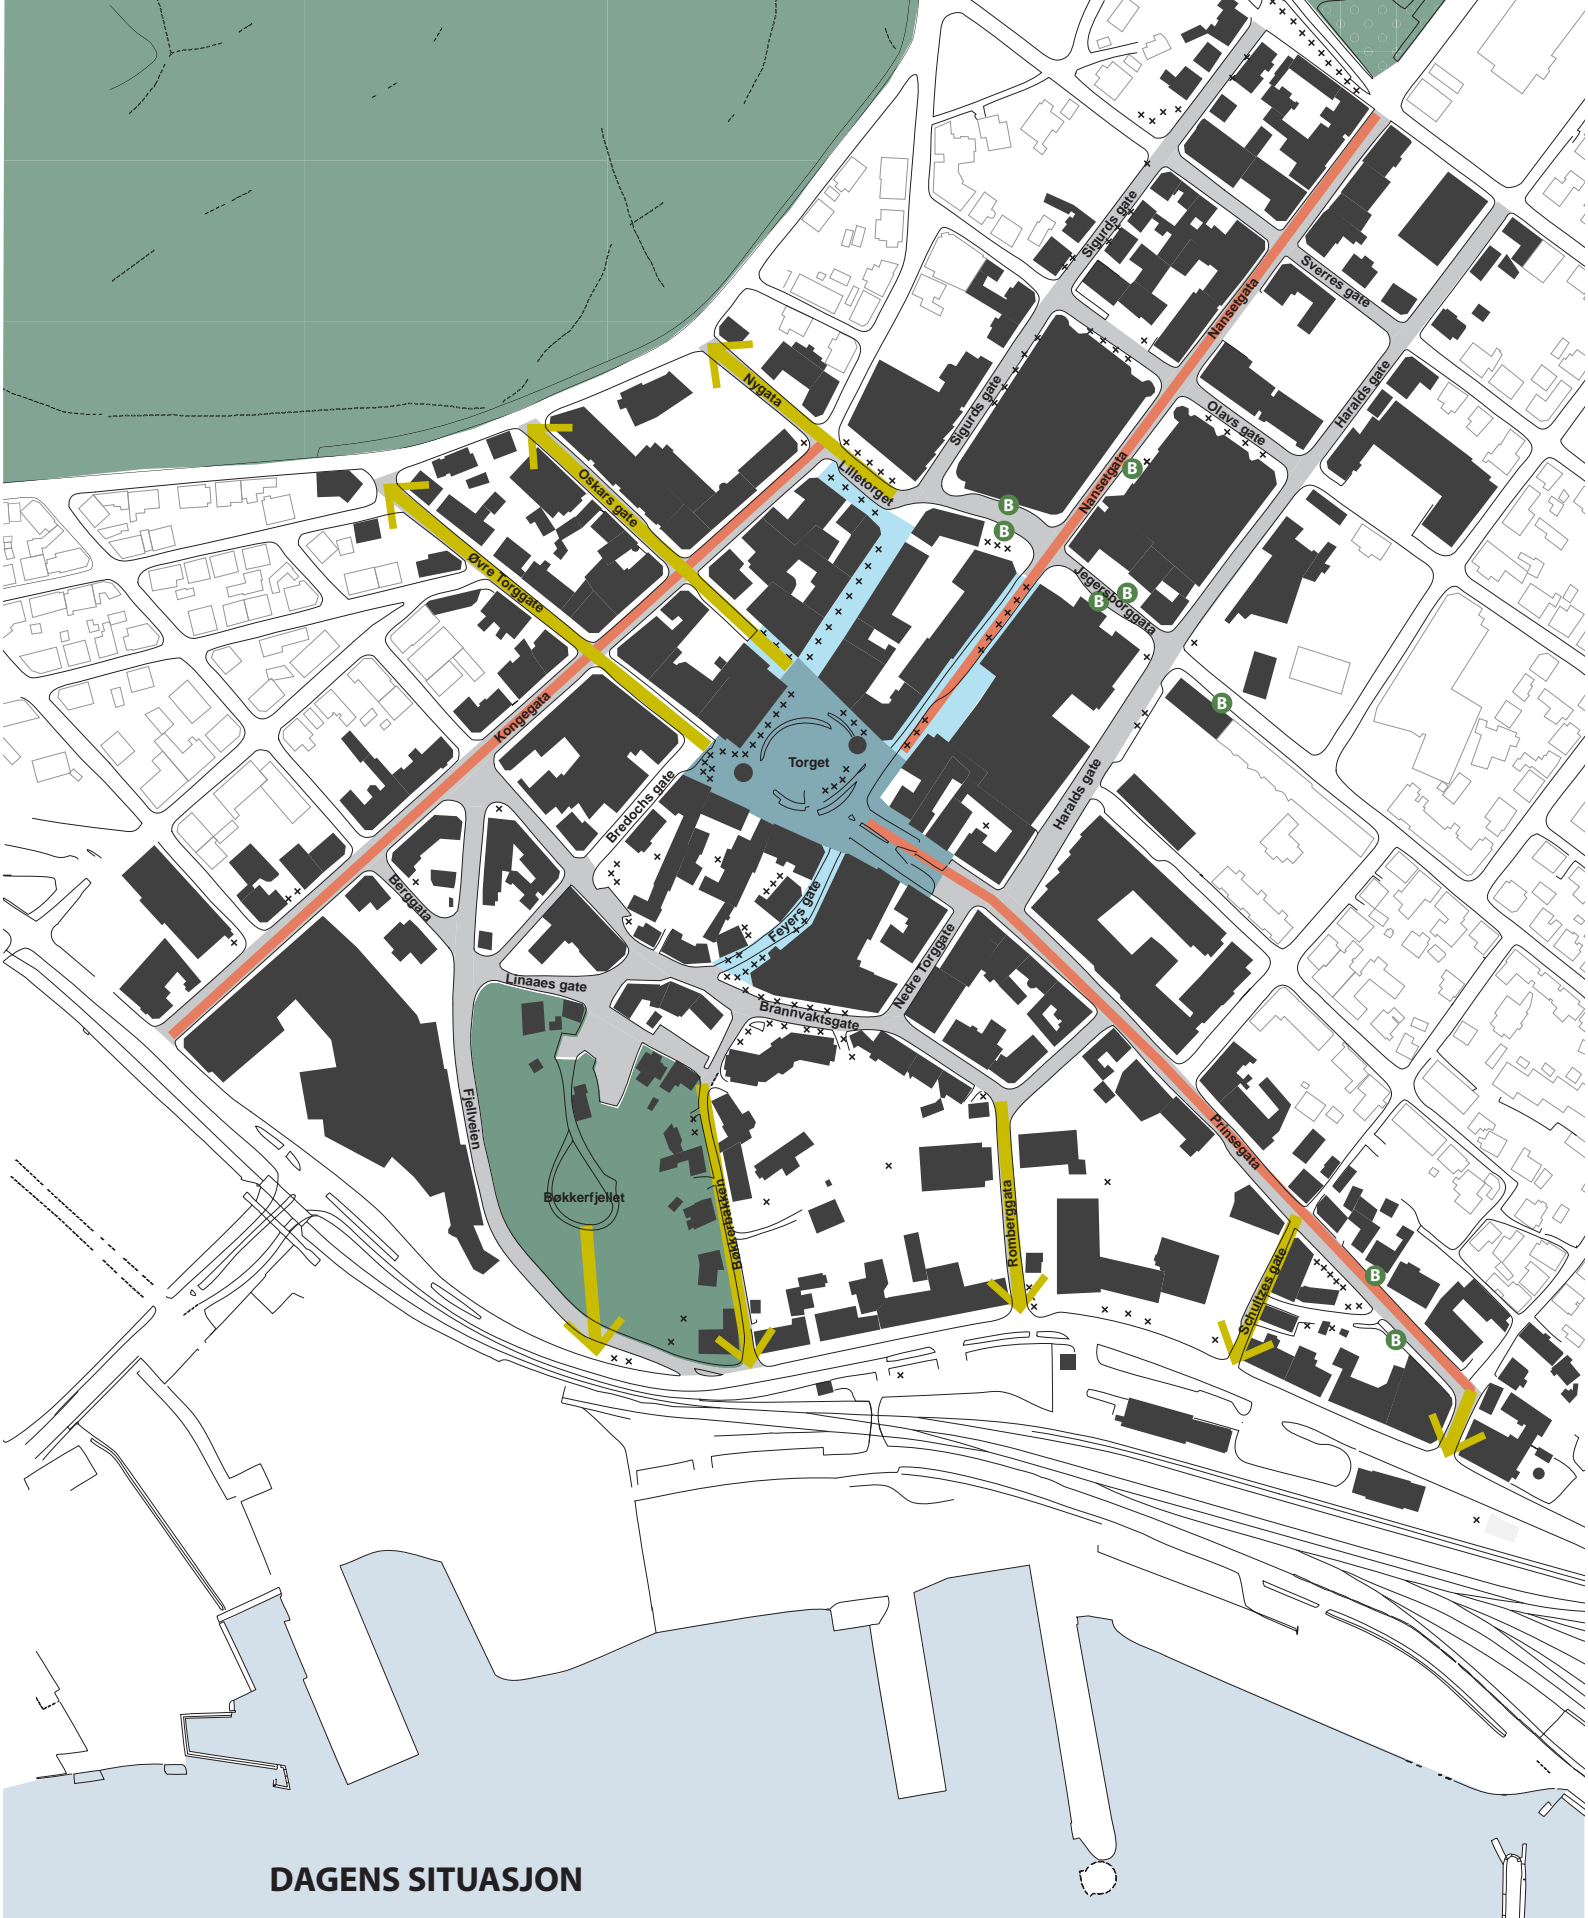 Sigurds gate
Sverres gate
Nansetgata
Haralds gate
Nygata
Sigurds gate
Olavs gate
Lilletorget
Nansetgata
B
Oskars gate
B
B
Øvre Torggate
Jegersborggata
B
B
Kongegata
B
Torget
Bredochs gate
Haralds gate
Berggata
Feyers gate
Nedre Torggate
Linaaes gate
Brannvaktsgate
Fjellveien
Prinsegata
Bøkkerfjellet
Bøkkerbakken
Romberggata
Schultzes gate
B
B
DAGENS SITUASJON